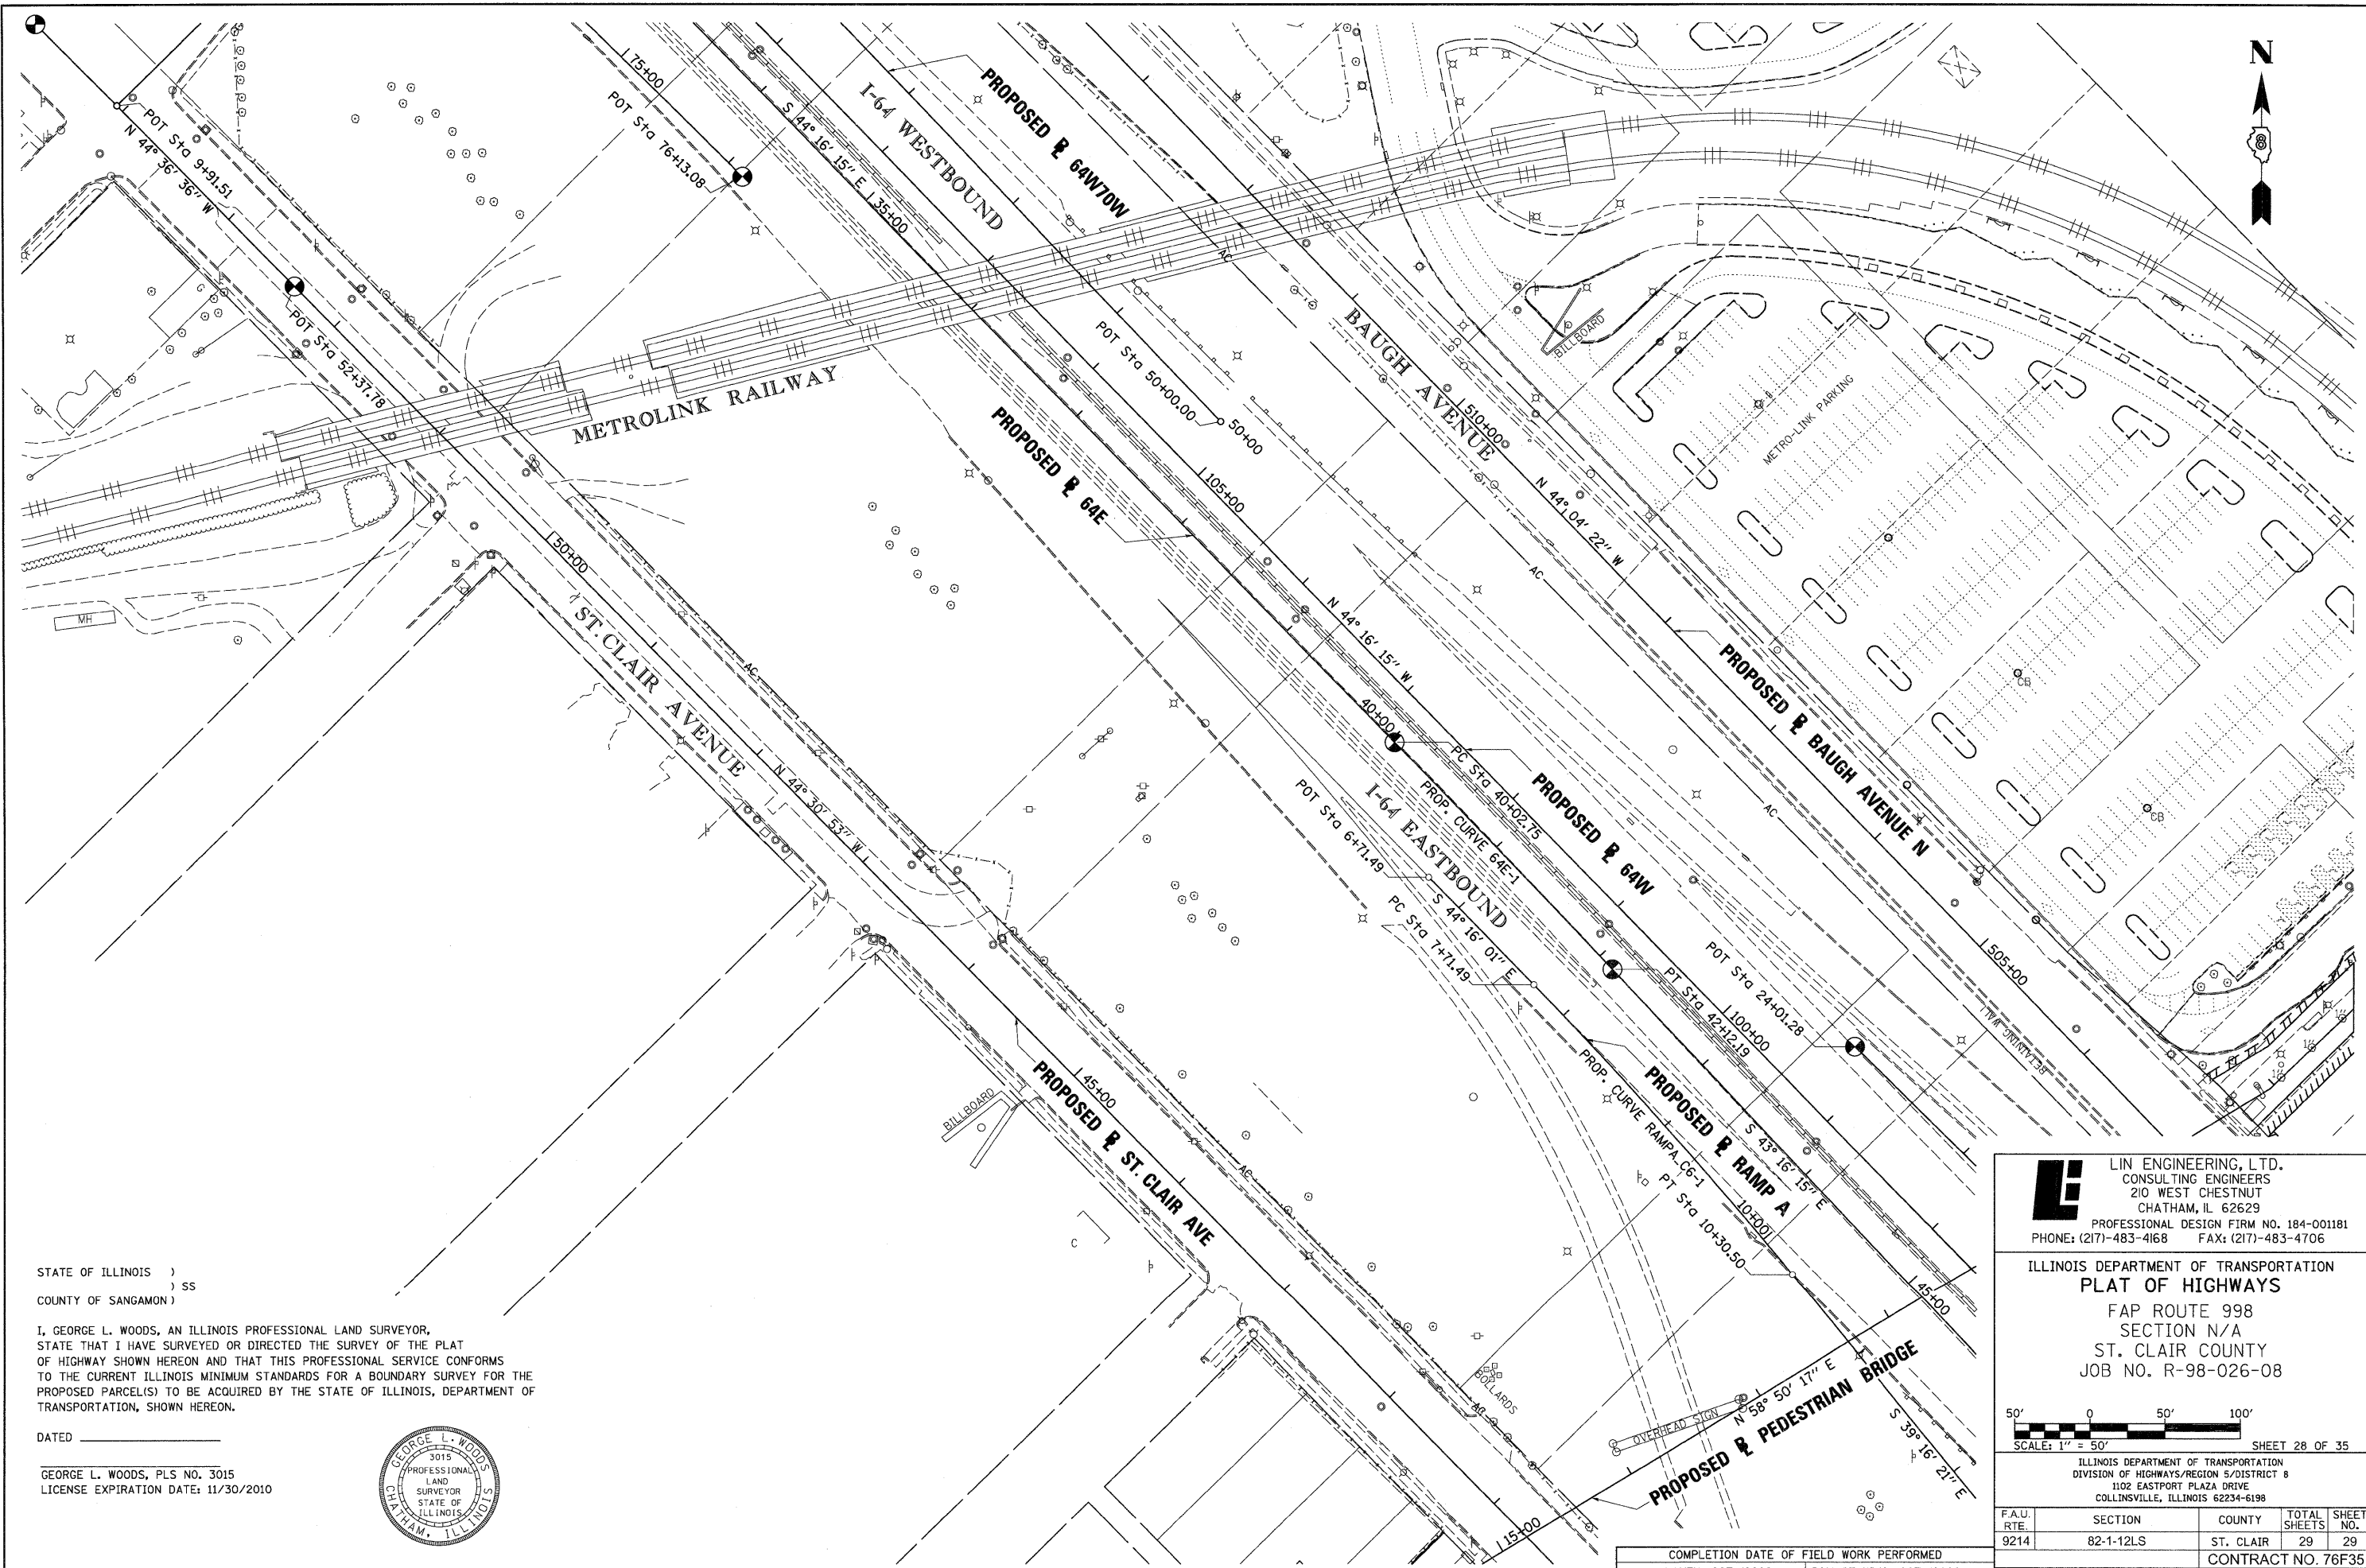 N
8
75+00
POT Sta 76+13.08
POT Sta 9+91.51
N 44° 36' 36" W
POT Sta 52+37.78
S 44° 16' 15" E
35+00
I-64 WESTBOUND
PROPOSED 64W70W
AC
METROLINK RAILWAY
G
MH
50+00
ST. CLAIR AVENUE
AC
N 44° 30' 53" W
POT Sta 50+00.00
50+00
PROPOSED 64E
105+00
BAUGH AVENUE
510+00
BILLBOARD
METRO-LINK PARKING
N 44° 04' 22" W
AC
N 44° 16' 15" W
40+00
PC Sta 40+02.75
PROP. CURVE 64E-1
PROPOSED 64W
PROPOSED BAUGH AVENUE N
CB
CB
AC
I-64 EASTBOUND
POT Sta 6+71.49
S 44° 16' 01" E
PC Sta 7+71.49
PT Sta 42+12.19
100+00
POT Sta 24+01.28
505+00
RETAINING WALL
PROP. CURVE RAMPA_C6-1
PROPOSED RAMP A
S 43° 16' 15" E
10+00
PT Sta 10+30.50
45+00
45+00
PROPOSED ST. CLAIR AVE
BILLBOARD
C
AC
BOLLARDS
AC
OVERHEAD SIGN
N 58° 50' 17" E
PROPOSED PEDESTRIAN BRIDGE
S 39° 16' 21" E
15+00
STATE OF ILLINOIS )
) SS
COUNTY OF SANGAMON )
I, GEORGE L. WOODS, AN ILLINOIS PROFESSIONAL LAND SURVEYOR,
STATE THAT I HAVE SURVEYED OR DIRECTED THE SURVEY OF THE PLAT
OF HIGHWAY SHOWN HEREON AND THAT THIS PROFESSIONAL SERVICE CONFORMS
TO THE CURRENT ILLINOIS MINIMUM STANDARDS FOR A BOUNDARY SURVEY FOR THE
PROPOSED PARCEL(S) TO BE ACQUIRED BY THE STATE OF ILLINOIS, DEPARTMENT OF
TRANSPORTATION, SHOWN HEREON.
DATED
GEORGE L. WOODS, PLS NO. 3015
LICENSE EXPIRATION DATE: 11/30/2010
GEORGE L. WOODS
3015
PROFESSIONAL
LAND
SURVEYOR
STATE OF
ILLINOIS
CHATHAM, ILLINOIS
LIN ENGINEERING, LTD.
CONSULTING ENGINEERS
210 WEST CHESTNUT
CHATHAM, IL 62629
PROFESSIONAL DESIGN FIRM NO. 184-001181
PHONE: (217)-483-4168 FAX: (217)-483-4706
ILLINOIS DEPARTMENT OF TRANSPORTATION
PLAT OF HIGHWAYS
FAP ROUTE 998
SECTION N/A
ST. CLAIR COUNTY
JOB NO. R-98-026-08
50' 0 50' 100'
SCALE: 1" = 50' SHEET 28 OF 35
ILLINOIS DEPARTMENT OF TRANSPORTATION
DIVISION OF HIGHWAYS/REGION 5/DISTRICT 8
1102 EASTPORT PLAZA DRIVE
COLLINSVILLE, ILLINOIS 62234-6198
F.A.U. RTE. SECTION COUNTY TOTAL SHEETS SHEET NO.
9214 82-1-12LS ST. CLAIR 29 29
CONTRACT NO. 76F35
COMPLETION DATE OF FIELD WORK PERFORMED